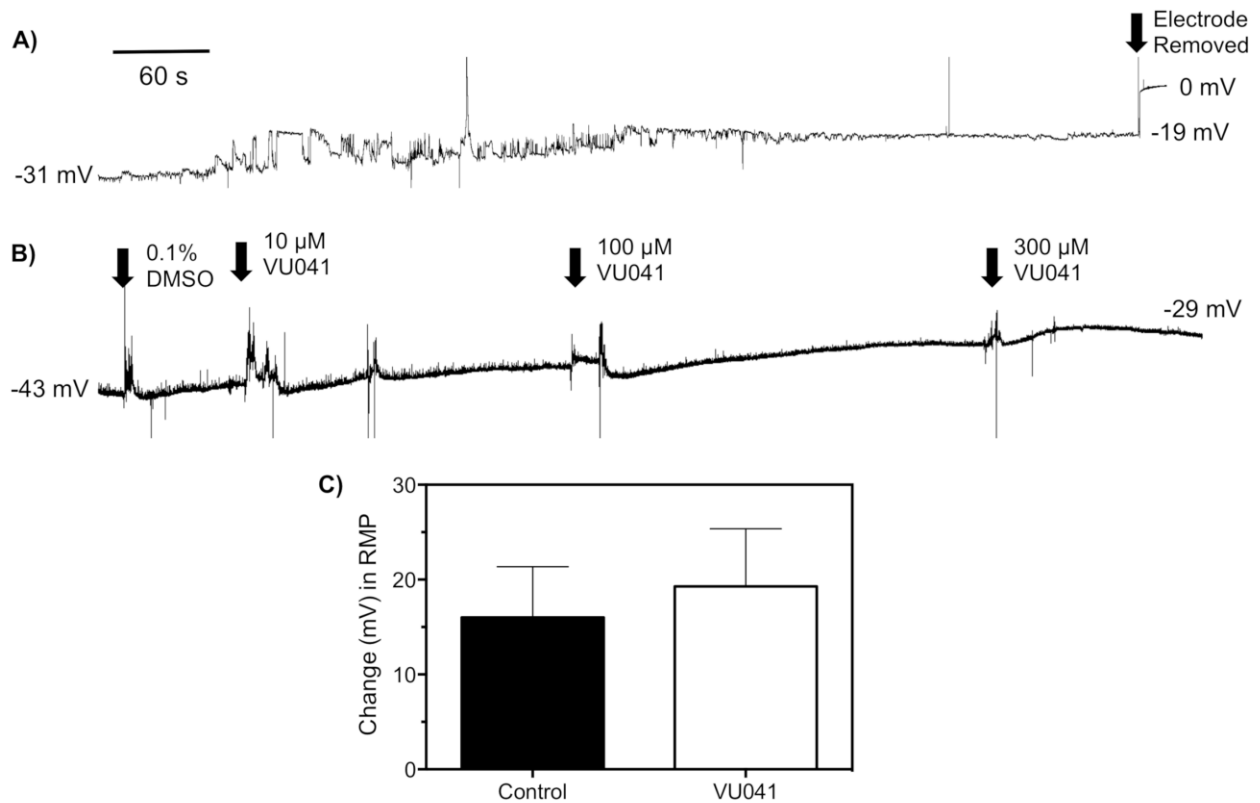 A)
60 s
Electrode
Removed
0 mV
-19 mV
-31 mV
B)
0.1%
DMSO
10 µM
VU041
100 µM
VU041
300 µM
VU041
-29 mV
-43 mV
C)
Change (mV) in RMP
30
20
10
0
Control
VU041